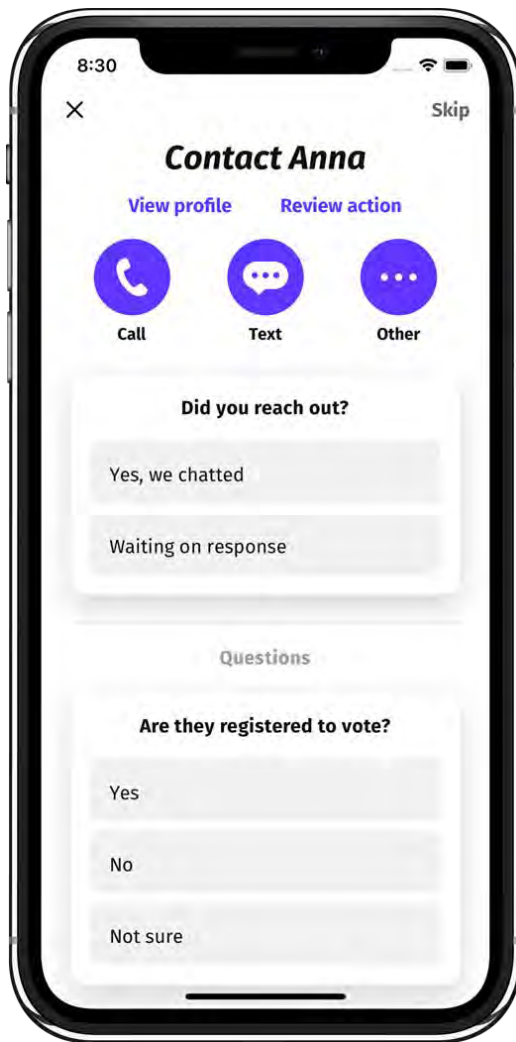 8:30
Skip
Contact Anna
View profile Review action
Call Text Other
Did you reach out?
Yes, we chatted
Waiting on response
Questions
Are they registered to vote?
Yes
No
Not sure